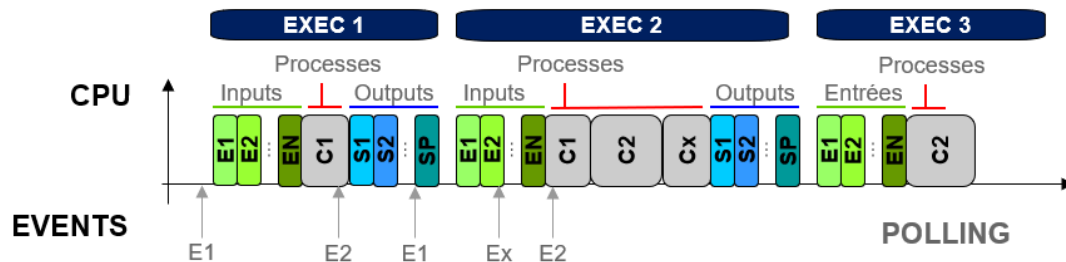 EXEC 1 EXEC 2 EXEC 3
Processes Processes Processes
CPU Inputs Outputs Inputs Outputs Entrées
E1 E2 ... EN C1 S1 S2 ... SP E1 E2 ... EN C1 C2 Cx S1 S2 ... SP E1 E2 ... EN C2
EVENTS POLLING
E1 E2 E1 Ex E2